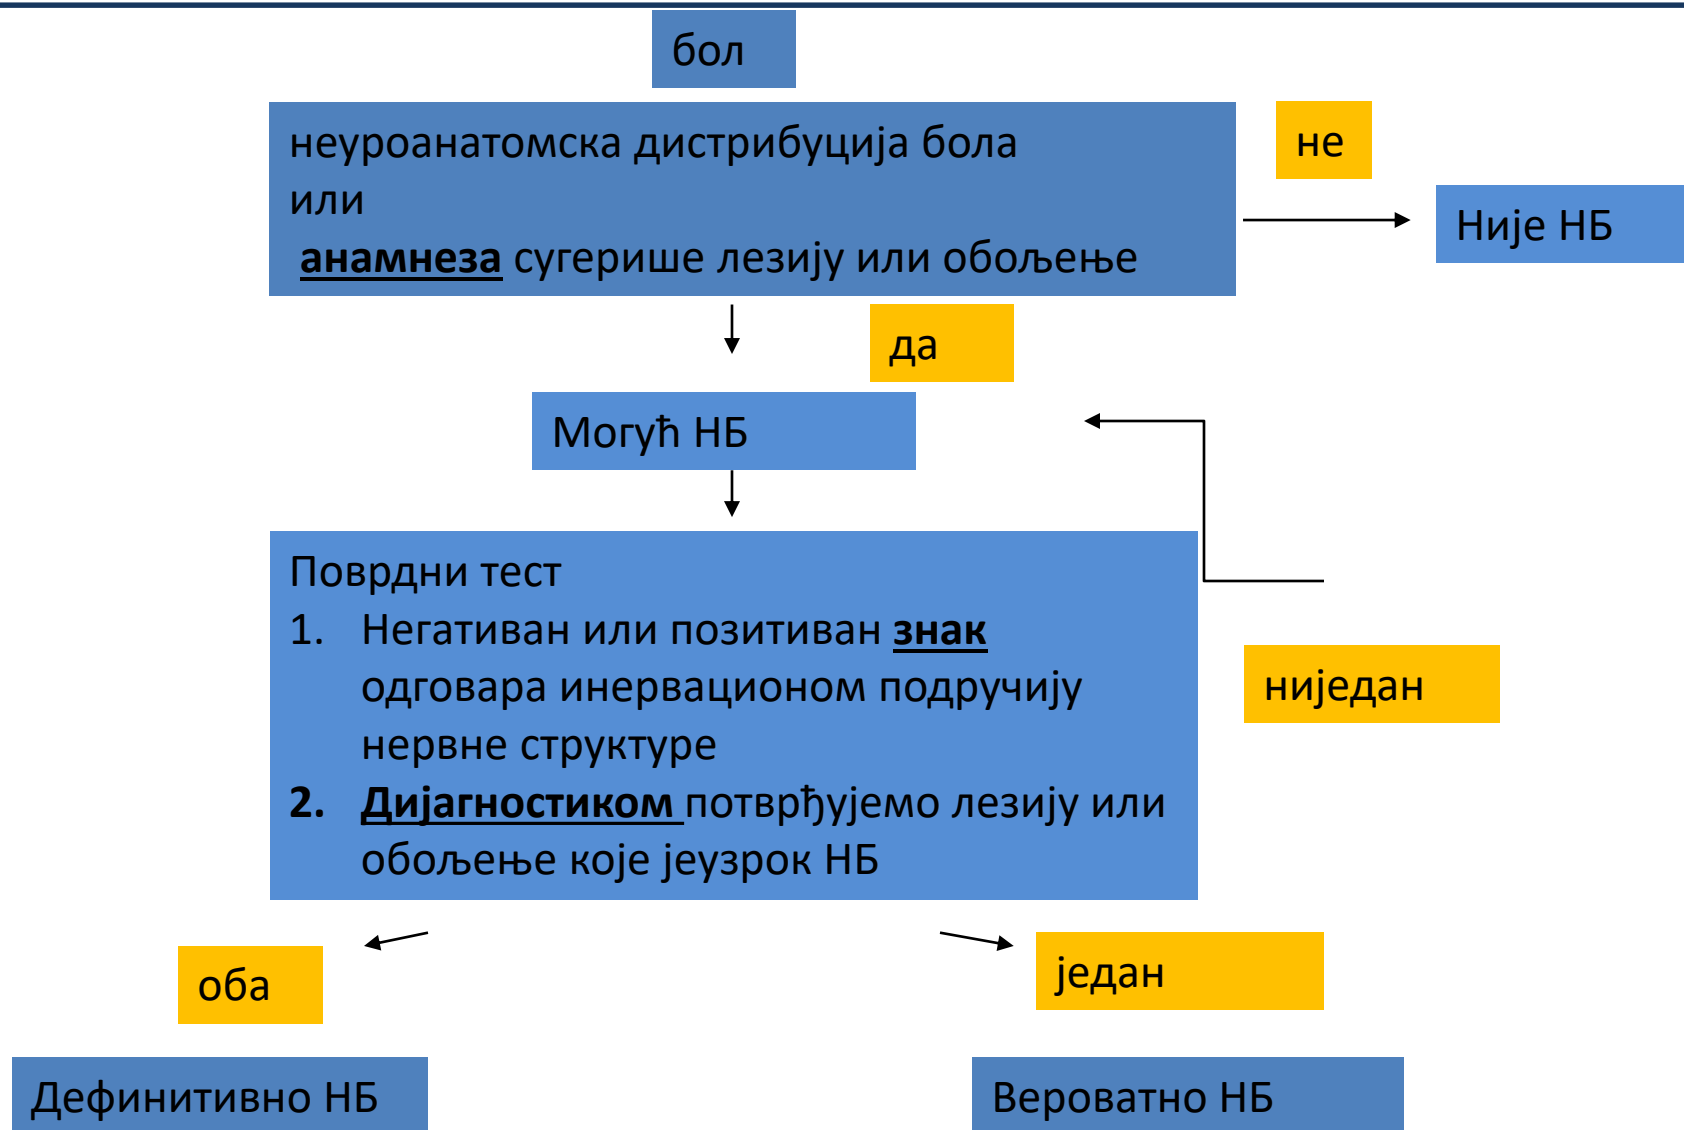 бол
неуроанатомска дистрибуција бола
или
анамнеза сугерише лезију или обољење
не
Није НБ
да
Могућ НБ
Поврдни тест
1. Негативан или позитиван знак
одговара инервационом подручију
нервне структуре
2. Дијагностиком потврђујемо лезију или
обољење које јеузрок НБ
ниједан
оба
један
Дефинитивно НБ
Вероватно НБ